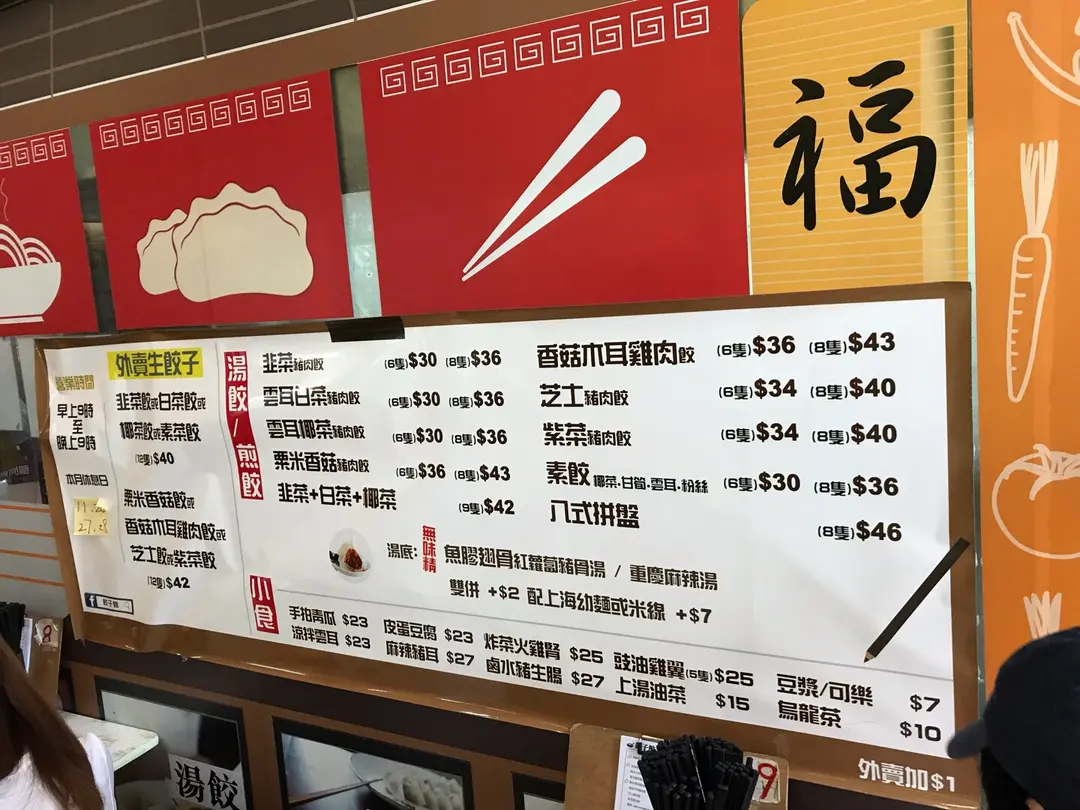 福
營業時間
早上9時
至
晚上9時
本月休息日
27.28
外賣生餃子
韭菜餃或白菜餃或
椰菜餃或素菜餃
(12隻)$40
粟米香菇餃或
香菇木耳雞肉餃或
芝士餃或紫菜餃
(12隻)$42
餃子館
湯餃/煎餃
韭菜豬肉餃 (6隻)$30 (8隻)$36
雲耳白菜豬肉餃 (6隻)$30 (8隻)$36
雲耳椰菜豬肉餃 (6隻)$30 (8隻)$36
粟米香菇豬肉餃 (6隻)$36 (8隻)$43
韭菜+白菜+椰菜 (9隻)$42
香菇木耳雞肉餃 (6隻)$36 (8隻)$43
芝士豬肉餃 (6隻)$34 (8隻)$40
紫菜豬肉餃 (6隻)$34 (8隻)$40
素餃 椰菜.甘筍.雲耳.粉絲 (6隻)$30 (8隻)$36
八式拼盤 (8隻)$46
湯底: 無味精 魚膠翅骨紅蘿蔔豬骨湯 / 重慶麻辣湯
雙併 +$2 配上海幼麵或米線 +$7
小食
手拍青瓜 $23 皮蛋豆腐 $23 炸菜火雞腎 $25 豉油雞翼(5隻)$25 豆漿/可樂 $7
涼拌雲耳 $23 麻辣豬耳 $27 鹵水豬生腸 $27 上湯油菜 $15 烏龍茶 $10
外賣加$1
湯餃
9